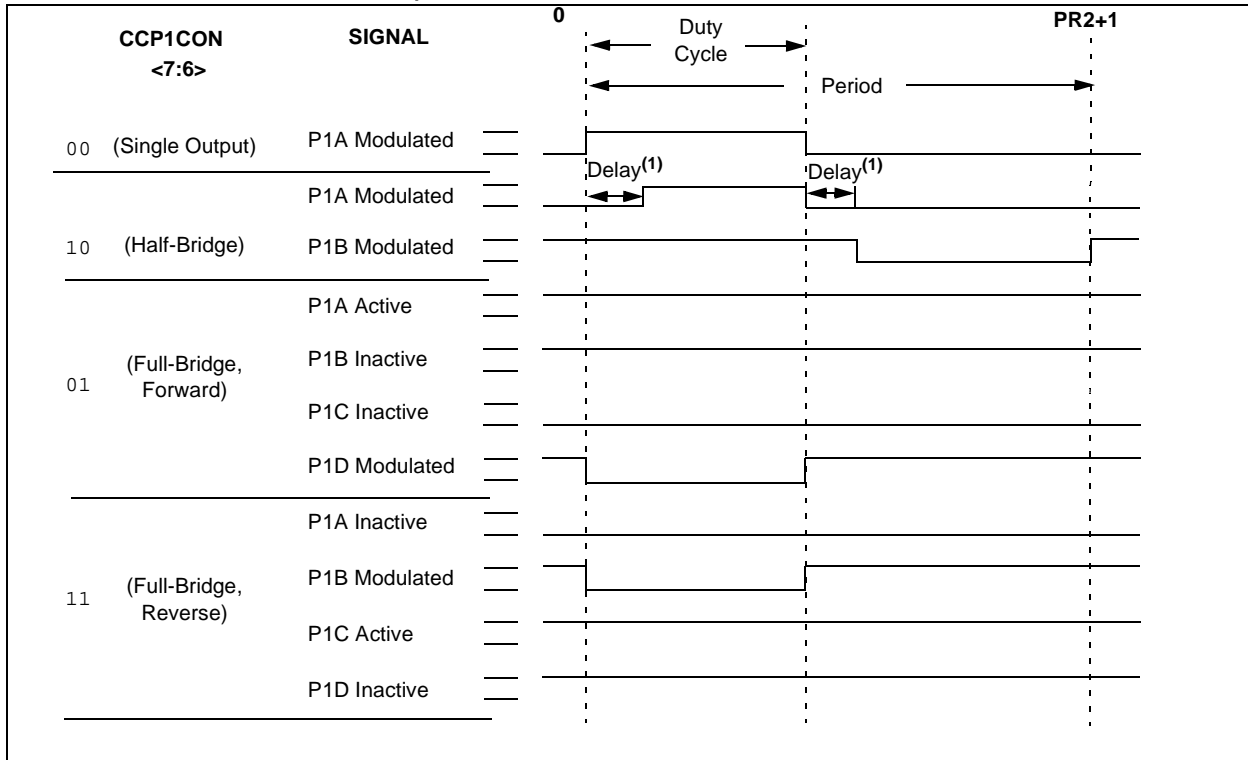 0
PR2+1
CCP1CON
<7:6>
SIGNAL
Duty
Cycle
Period
00
(Single Output)
P1A Modulated
Delay(1)
Delay(1)
P1A Modulated
10
(Half-Bridge)
P1B Modulated
P1A Active
P1B Inactive
01
(Full-Bridge,
Forward)
P1C Inactive
P1D Modulated
P1A Inactive
P1B Modulated
11
(Full-Bridge,
Reverse)
P1C Active
P1D Inactive